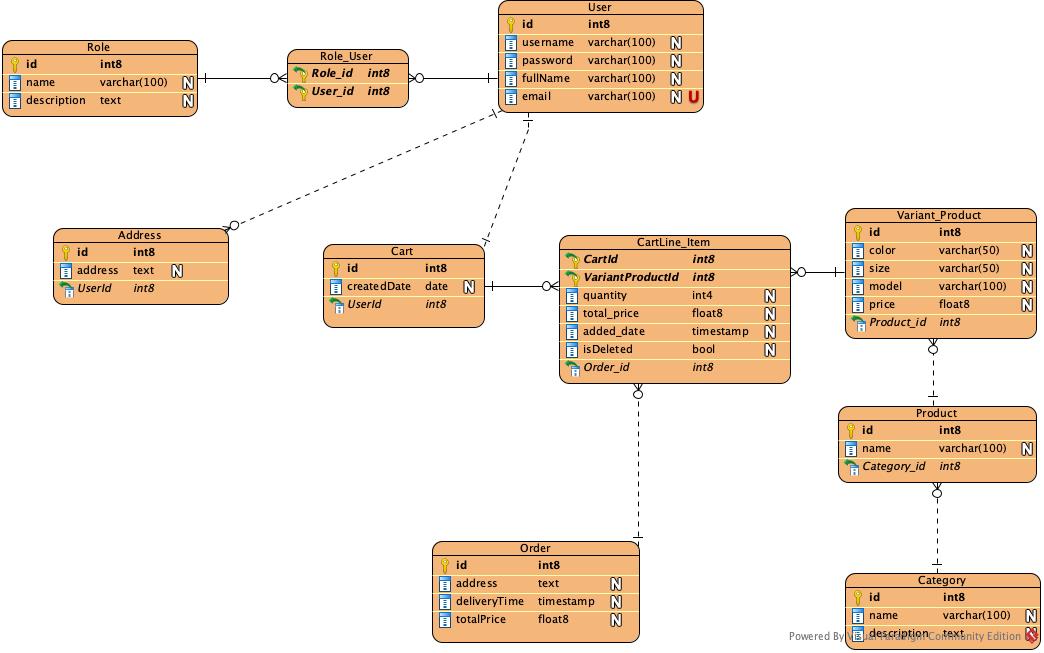 User
id int8
username varchar(100) N
password varchar(100) N
fullName varchar(100) N
email varchar(100) N U
Role
id int8
name varchar(100) N
description text N
Role_User
Role_id int8
User_id int8
Address
id int8
address text N
UserId int8
Cart
id int8
createdDate date N
UserId int8
CartLine_Item
CartId int8
VariantProductId int8
quantity int4 N
total_price float8 N
added_date timestamp N
isDeleted bool N
Order_id int8
Variant_Product
id int8
color varchar(50) N
size varchar(50) N
model varchar(100) N
price float8 N
Product_id int8
Product
id int8
name varchar(100) N
Category_id int8
Order
id int8
address text N
deliveryTime timestamp N
totalPrice float8 N
Category
id int8
name varchar(100) N
description text N
Powered By Visual Paradigm Community Edition